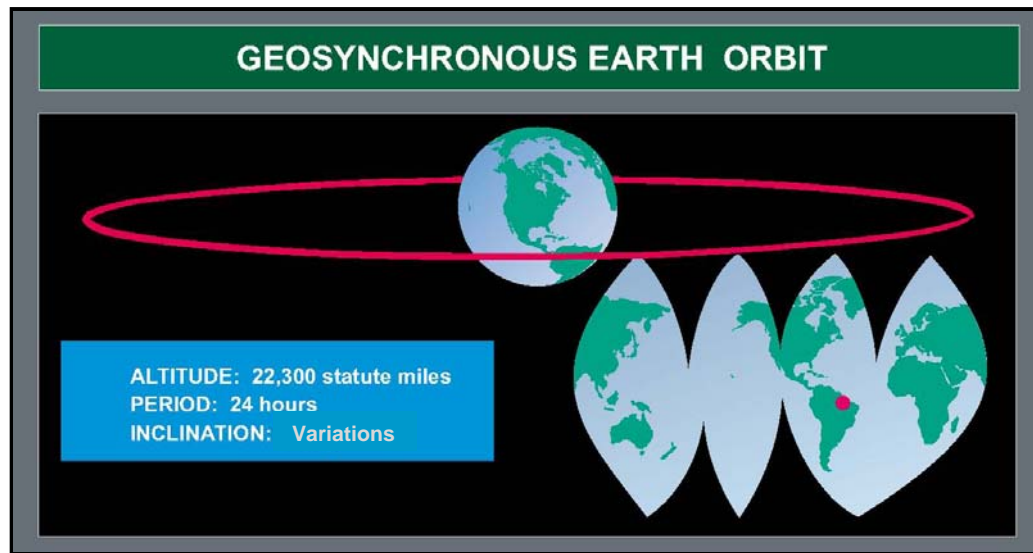 GEOSYNCHRONOUS EARTH ORBIT
ALTITUDE: 22,300 statute miles
PERIOD: 24 hours
INCLINATION: Variations